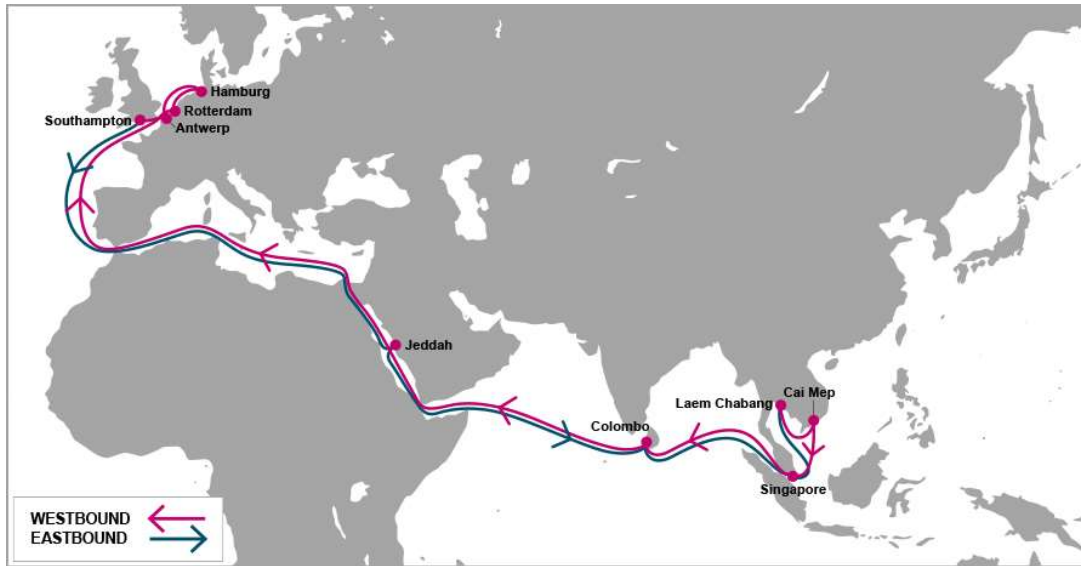 Hamburg
Rotterdam
Southampton
Antwerp
Jeddah
Cai Mep
Laem Chabang
Colombo
Singapore
WESTBOUND
EASTBOUND